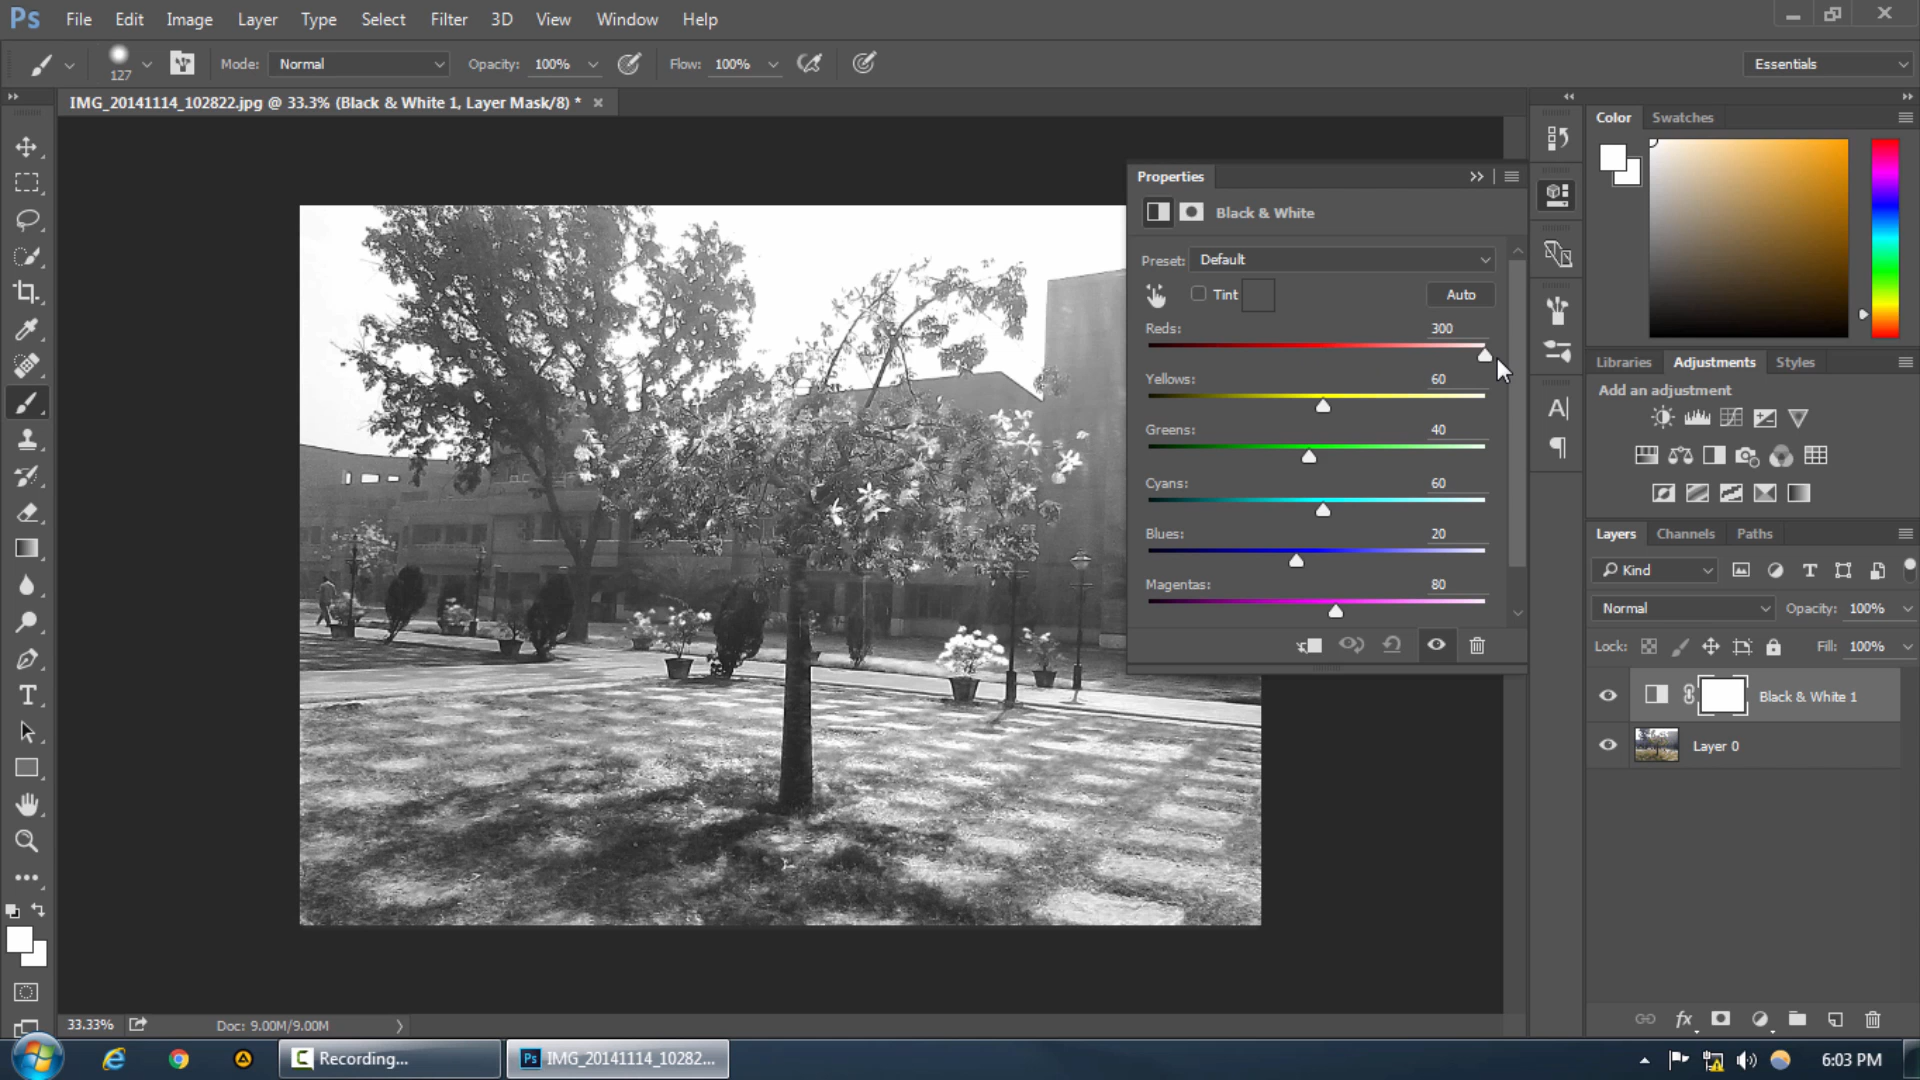 Ps File Edit Image Layer Type Select Filter 3D View Window Help
127 Mode: Normal Opacity: 100% Flow: 100% Essentials
IMG_20141114_102822.jpg @ 33.3% (Black & White 1, Layer Mask/8) *
Color Swatches
Properties
Black & White
Preset: Default
Tint Auto
Reds: 300
Yellows: 60
Greens: 40
Cyans: 60
Blues: 20
Magentas: 80
Libraries Adjustments Styles
Add an adjustment
Layers Channels Paths
Kind
Normal Opacity: 100%
Lock: Fill: 100%
Black & White 1
Layer 0
33.33% Doc: 9.00M/9.00M
Recording...
Ps IMG_20141114_10282...
6:03 PM